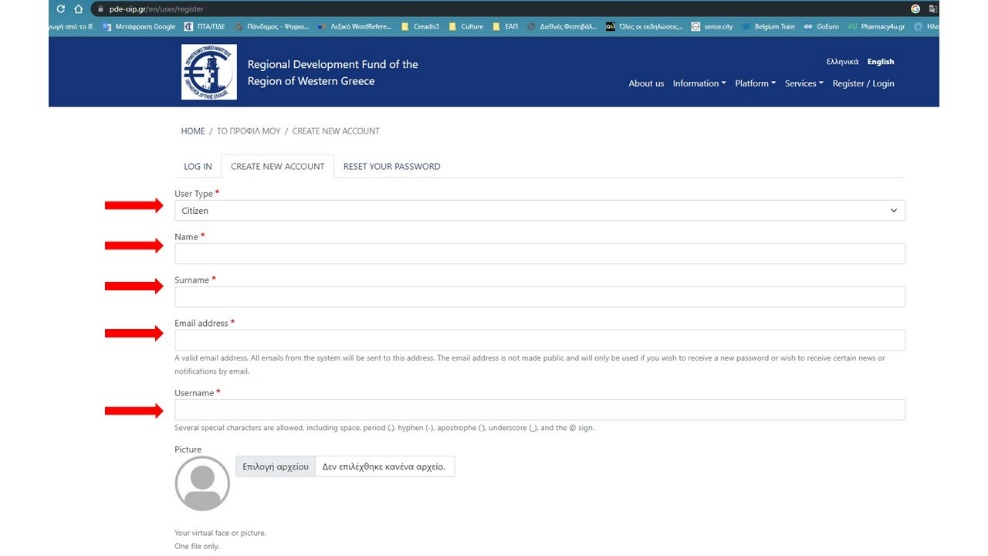 pde-oip.gr/en/user/register
Μετάφραση Google ΠΤΑ/ΠΔΕ Πάνδημος - Ψηφια... Λεξικό WordRefere... Creadis3 Culture ΕΑΠ Διεθνές Φεστιβάλ... Όλες οι εκδηλώσεις... sense.city Belgium Train GoEuro Pharmacy4u.gr
Ελληνικά English
Regional Development Fund of the
Region of Western Greece
About us Information Platform Services Register / Login
HOME / ΤΟ ΠΡΟΦΙΛ ΜΟΥ / CREATE NEW ACCOUNT
LOG IN CREATE NEW ACCOUNT RESET YOUR PASSWORD
User Type *
Citizen
Name *
Surname *
Email address *
A valid email address. All emails from the system will be sent to this address. The email address is not made public and will only be used if you wish to receive a new password or wish to receive certain news or
notifications by email.
Username *
Several special characters are allowed, including space, period (.), hyphen (-), apostrophe ('), underscore (_), and the @ sign.
Picture
Επιλογή αρχείου Δεν επιλέχθηκε κανένα αρχείο.
Your virtual face or picture.
One file only.